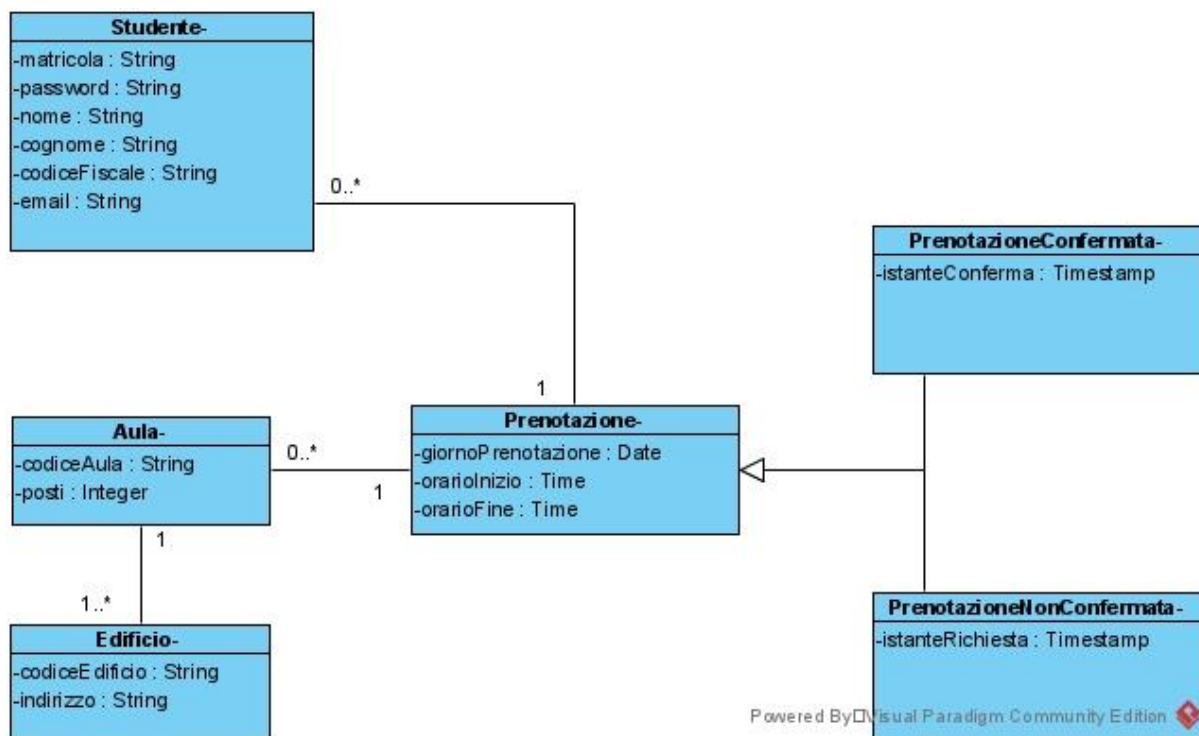 Studente-
-matricola : String
-password : String
-nome : String
-cognome : String
-codiceFiscale : String
-email : String
0..*
1
PrenotazioneConfermata-
-istanteConferma : Timestamp
Aula-
-codiceAula : String
-posti : Integer
0..*
1
Prenotazione-
-giornoPrenotazione : Date
-orarioInizio : Time
-orarioFine : Time
1
1..*
Edificio-
-codiceEdificio : String
-indirizzo : String
PrenotazioneNonConfermata-
-istanteRichiesta : Timestamp
Powered By□Visual Paradigm Community Edition